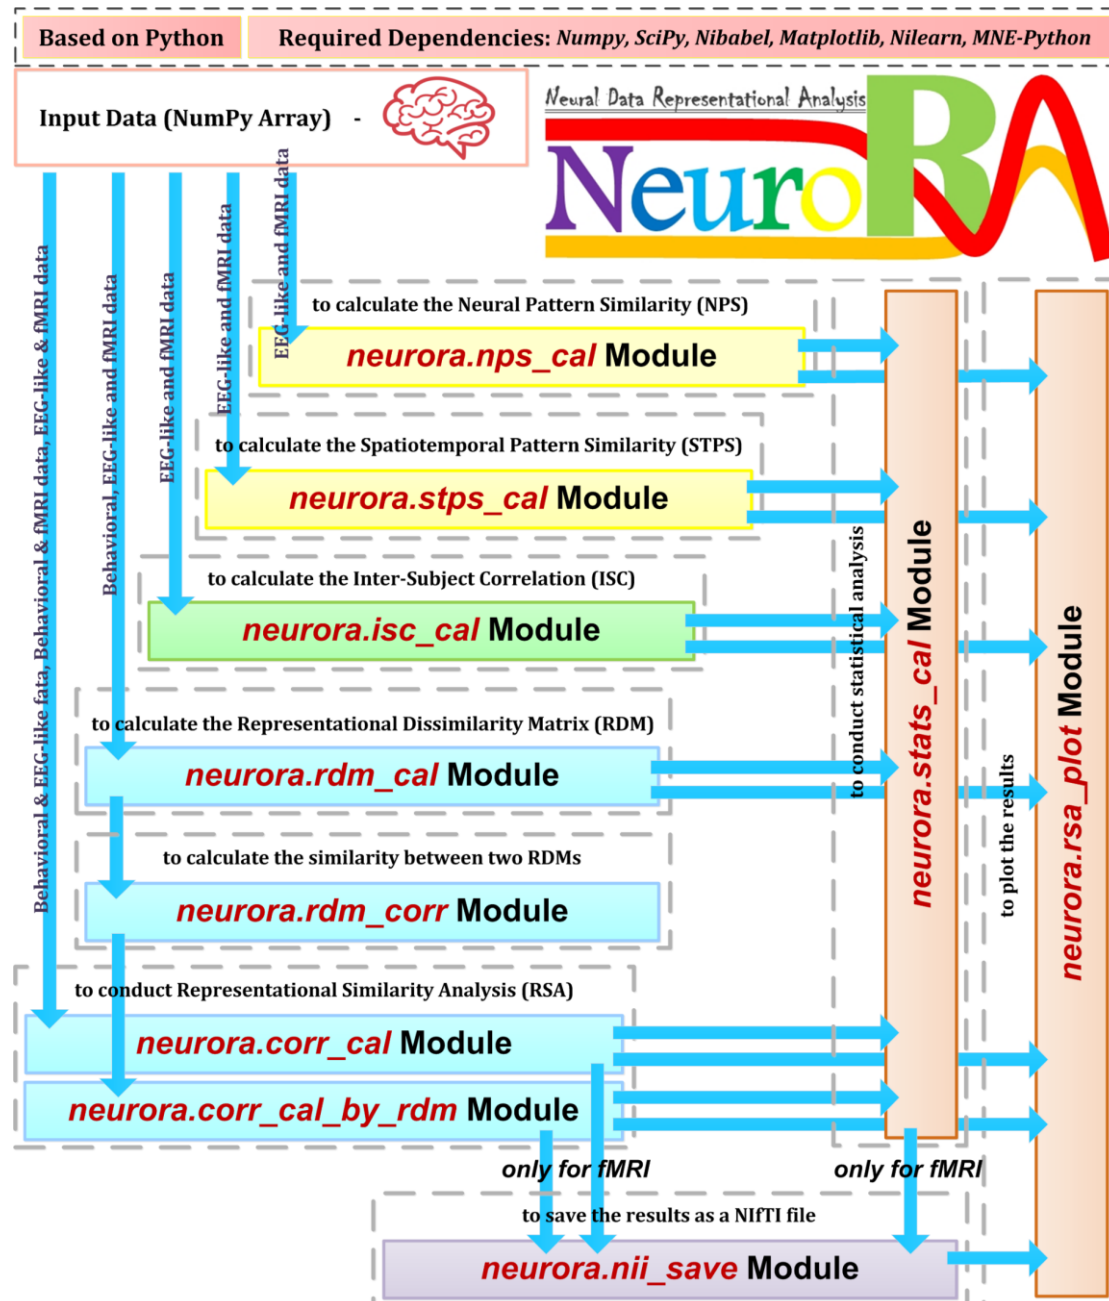 Based on Python
Required Dependencies: Numpy, SciPy, Nibabel, Matplotlib, Nilearn, MNE-Python
Input Data (NumPy Array) -
Neural Data Representational Analysis
NeuroRA
Behavioral & EEG-like fata, Behavioral & fMRI data, EEG-like & fMRI data
Behavioral, EEG-like and fMRI data
EEG-like and fMRI data
EEG-like and fMRI data
EEG-like and fMRI data
to calculate the Neural Pattern Similarity (NPS)
neurora.nps_cal Module
to calculate the Spatiotemporal Pattern Similarity (STPS)
neurora.stps_cal Module
to calculate the Inter-Subject Correlation (ISC)
neurora.isc_cal Module
to calculate the Representational Dissimilarity Matrix (RDM)
neurora.rdm_cal Module
to calculate the similarity between two RDMs
neurora.rdm_corr Module
to conduct Representational Similarity Analysis (RSA)
neurora.corr_cal Module
neurora.corr_cal_by_rdm Module
to conduct statistical analysis
neurora.stats_cal Module
to plot the results
neurora.rsa_plot Module
only for fMRI
only for fMRI
to save the results as a NIfTI file
neurora.nii_save Module